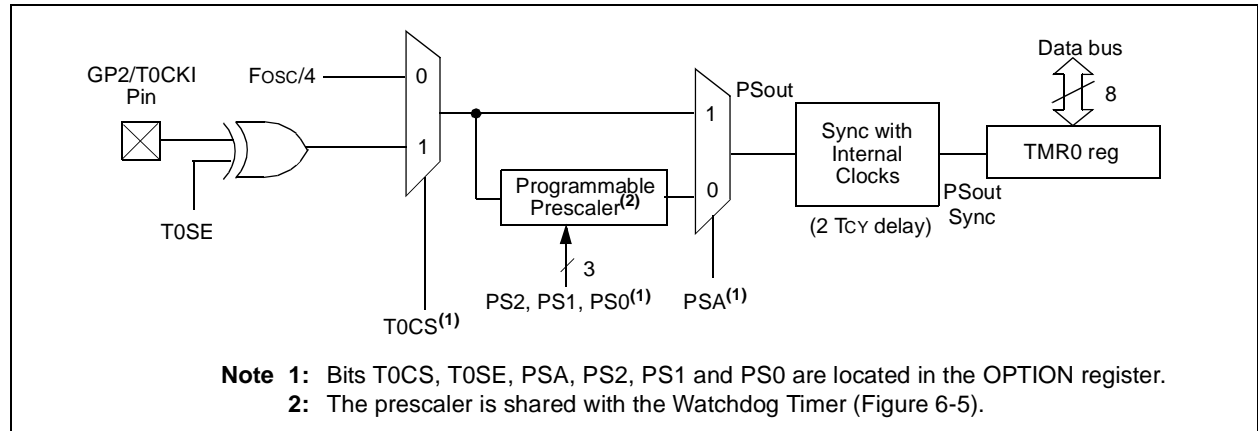 Data bus
8
GP2/T0CKI
Pin
FOSC/4
0
1
T0SE
T0CS(1)
Programmable
Prescaler(2)
3
PS2, PS1, PS0(1)
1
0
PSA(1)
PSout
Sync with
Internal
Clocks
(2 TCY delay)
PSout
Sync
TMR0 reg
Note 1: Bits T0CS, T0SE, PSA, PS2, PS1 and PS0 are located in the OPTION register.
2: The prescaler is shared with the Watchdog Timer (Figure 6-5).